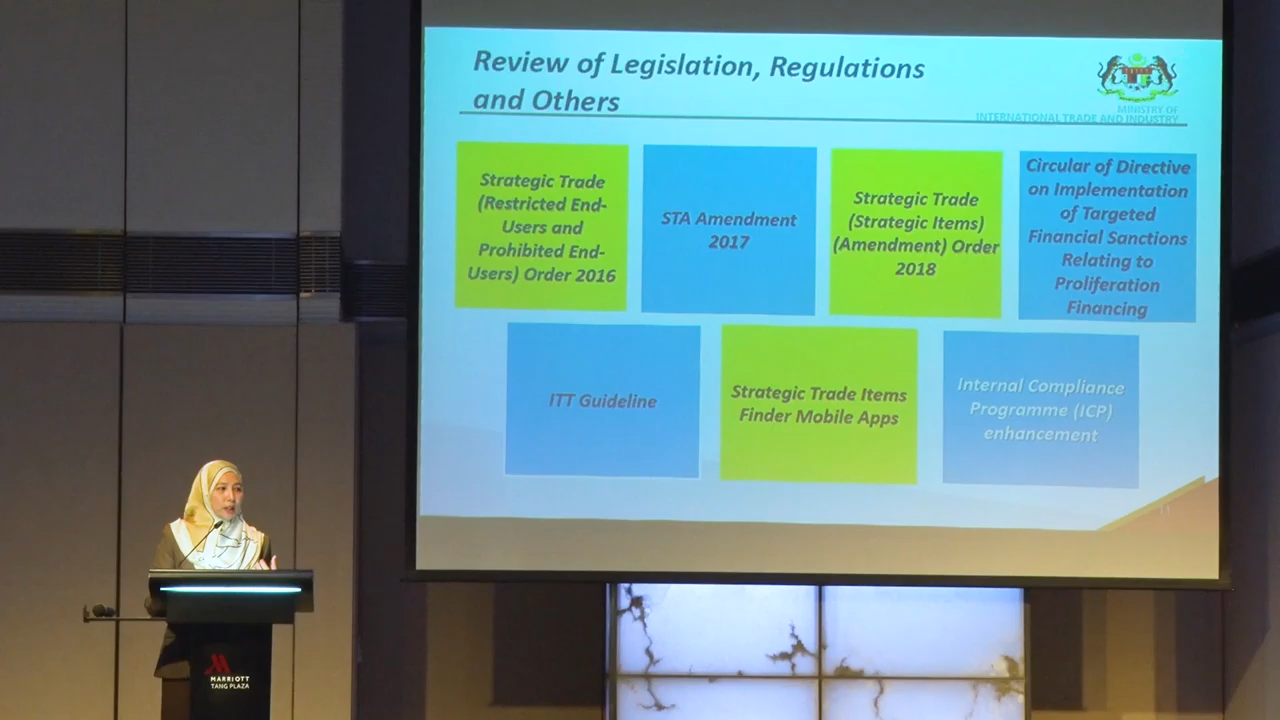 Review of Legislation, Regulations
and Others
MINISTRY OF
INTERNATIONAL TRADE AND INDUSTRY
Strategic Trade
(Restricted End-
Users and
Prohibited End-
Users) Order 2016
STA Amendment
2017
Strategic Trade
(Strategic Items)
(Amendment) Order
2018
Circular of Directive
on Implementation
of Targeted
Financial Sanctions
Relating to
Proliferation
Financing
ITT Guideline
Strategic Trade Items
Finder Mobile Apps
Internal Compliance
Programme (ICP)
enhancement
11
MARRIOTT
TANG PLAZA